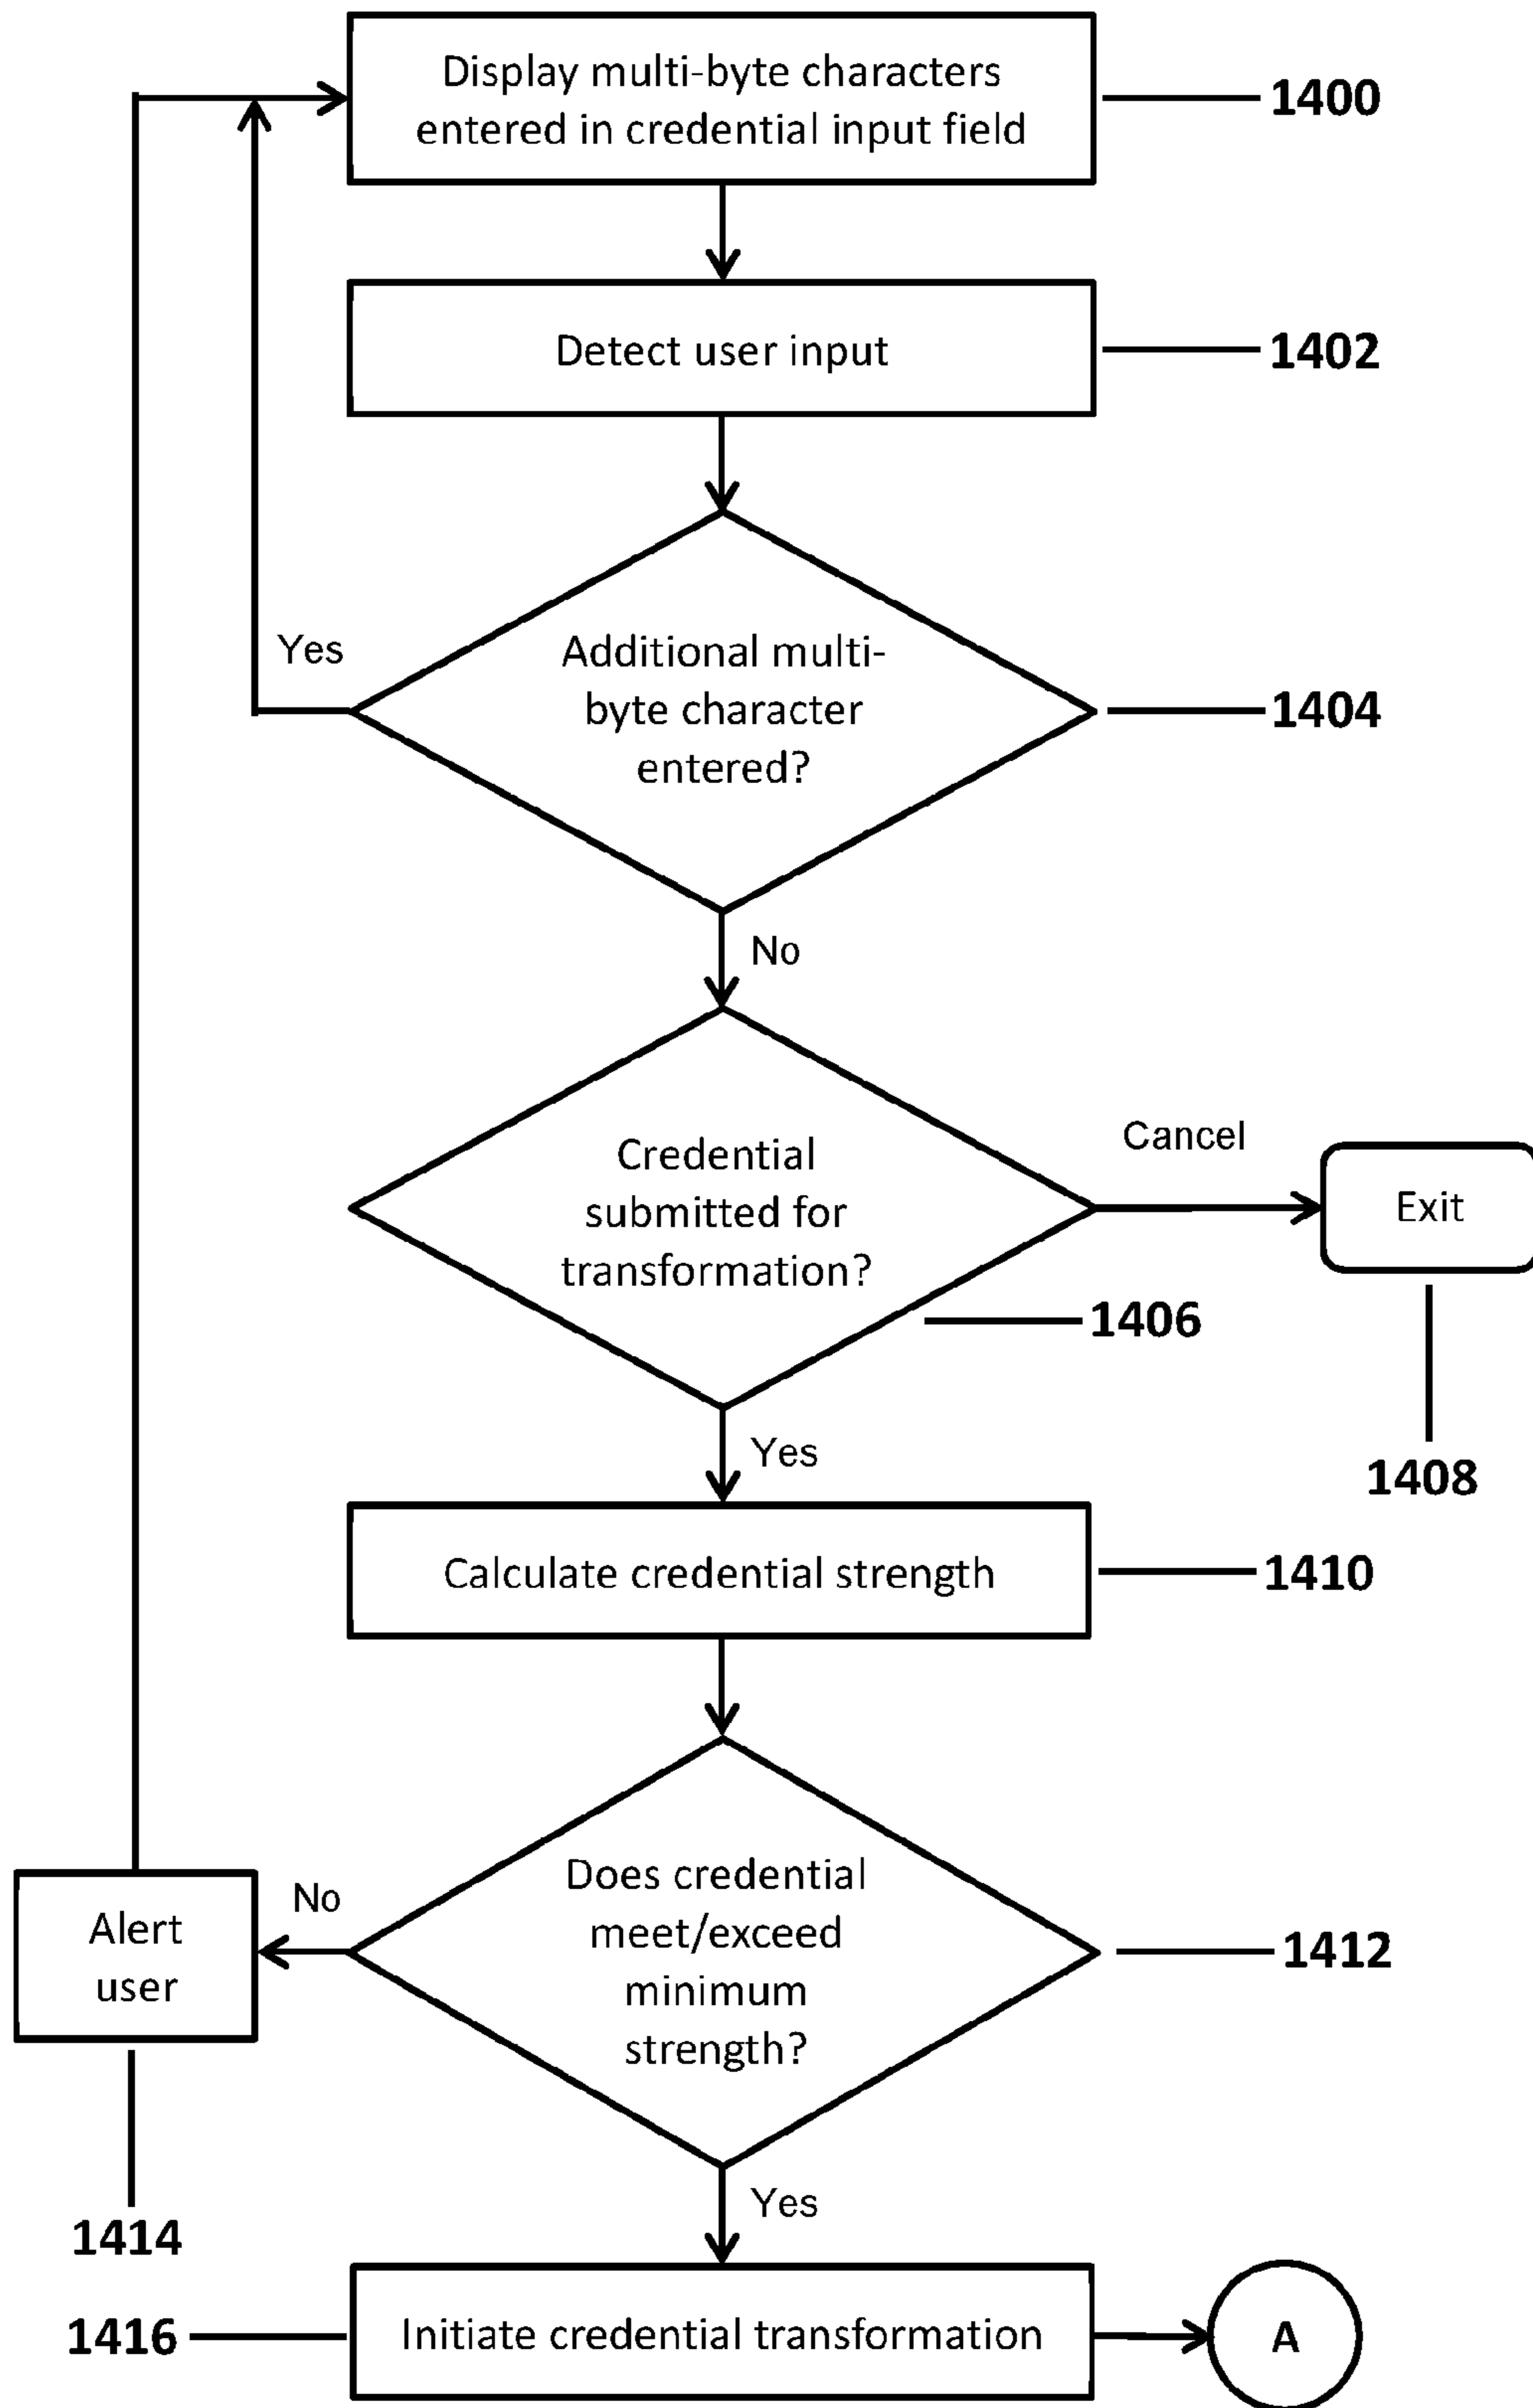 Display multi-byte characters
entered in credential input field
1400
Detect user input
1402
Yes
Additional multi-
byte character
entered?
1404
No
Credential
submitted for
transformation?
Cancel
Exit
1406
1408
Yes
Calculate credential strength
1410
Does credential
meet/exceed
minimum
strength?
No
Alert
user
1412
1414
Yes
1416
Initiate credential transformation
A